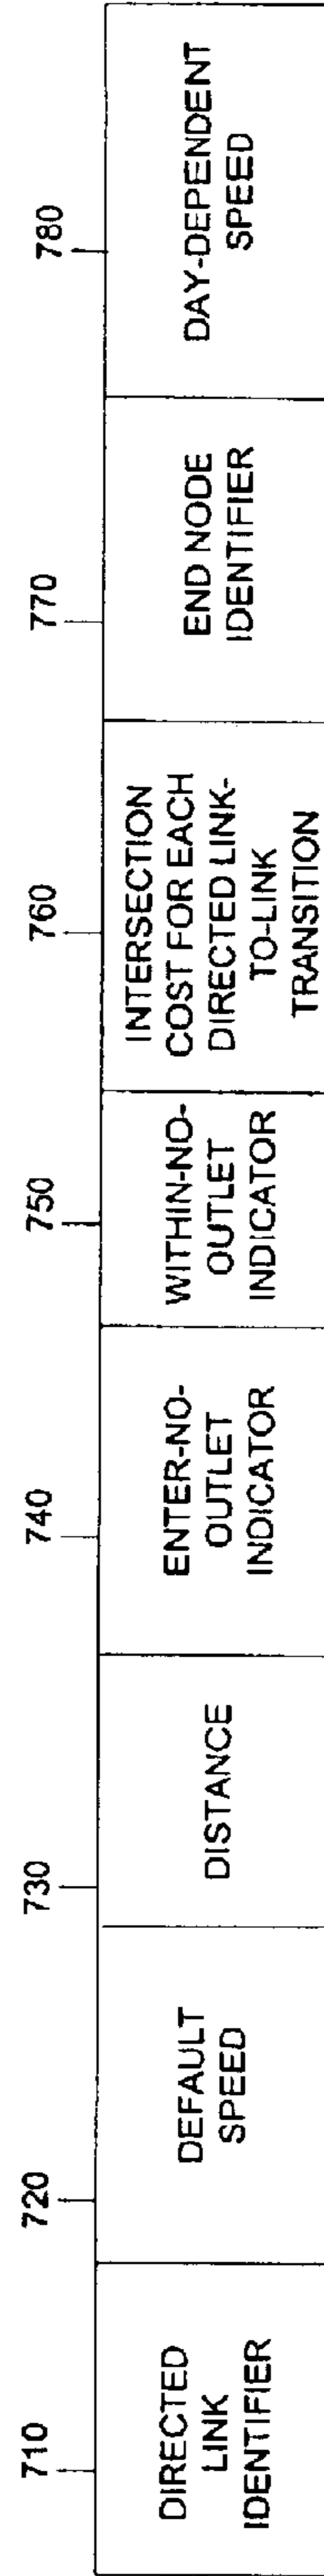 710
720
730
740
750
760
770
780
DIRECTED
LINK
IDENTIFIER
DEFAULT
SPEED
DISTANCE
ENTER-NO-
OUTLET
INDICATOR
WITHIN-NO-
OUTLET
INDICATOR
INTERSECTION
COST FOR EACH
DIRECTED LINK-
TO-LINK
TRANSITION
END NODE
IDENTIFIER
DAY-DEPENDENT
SPEED